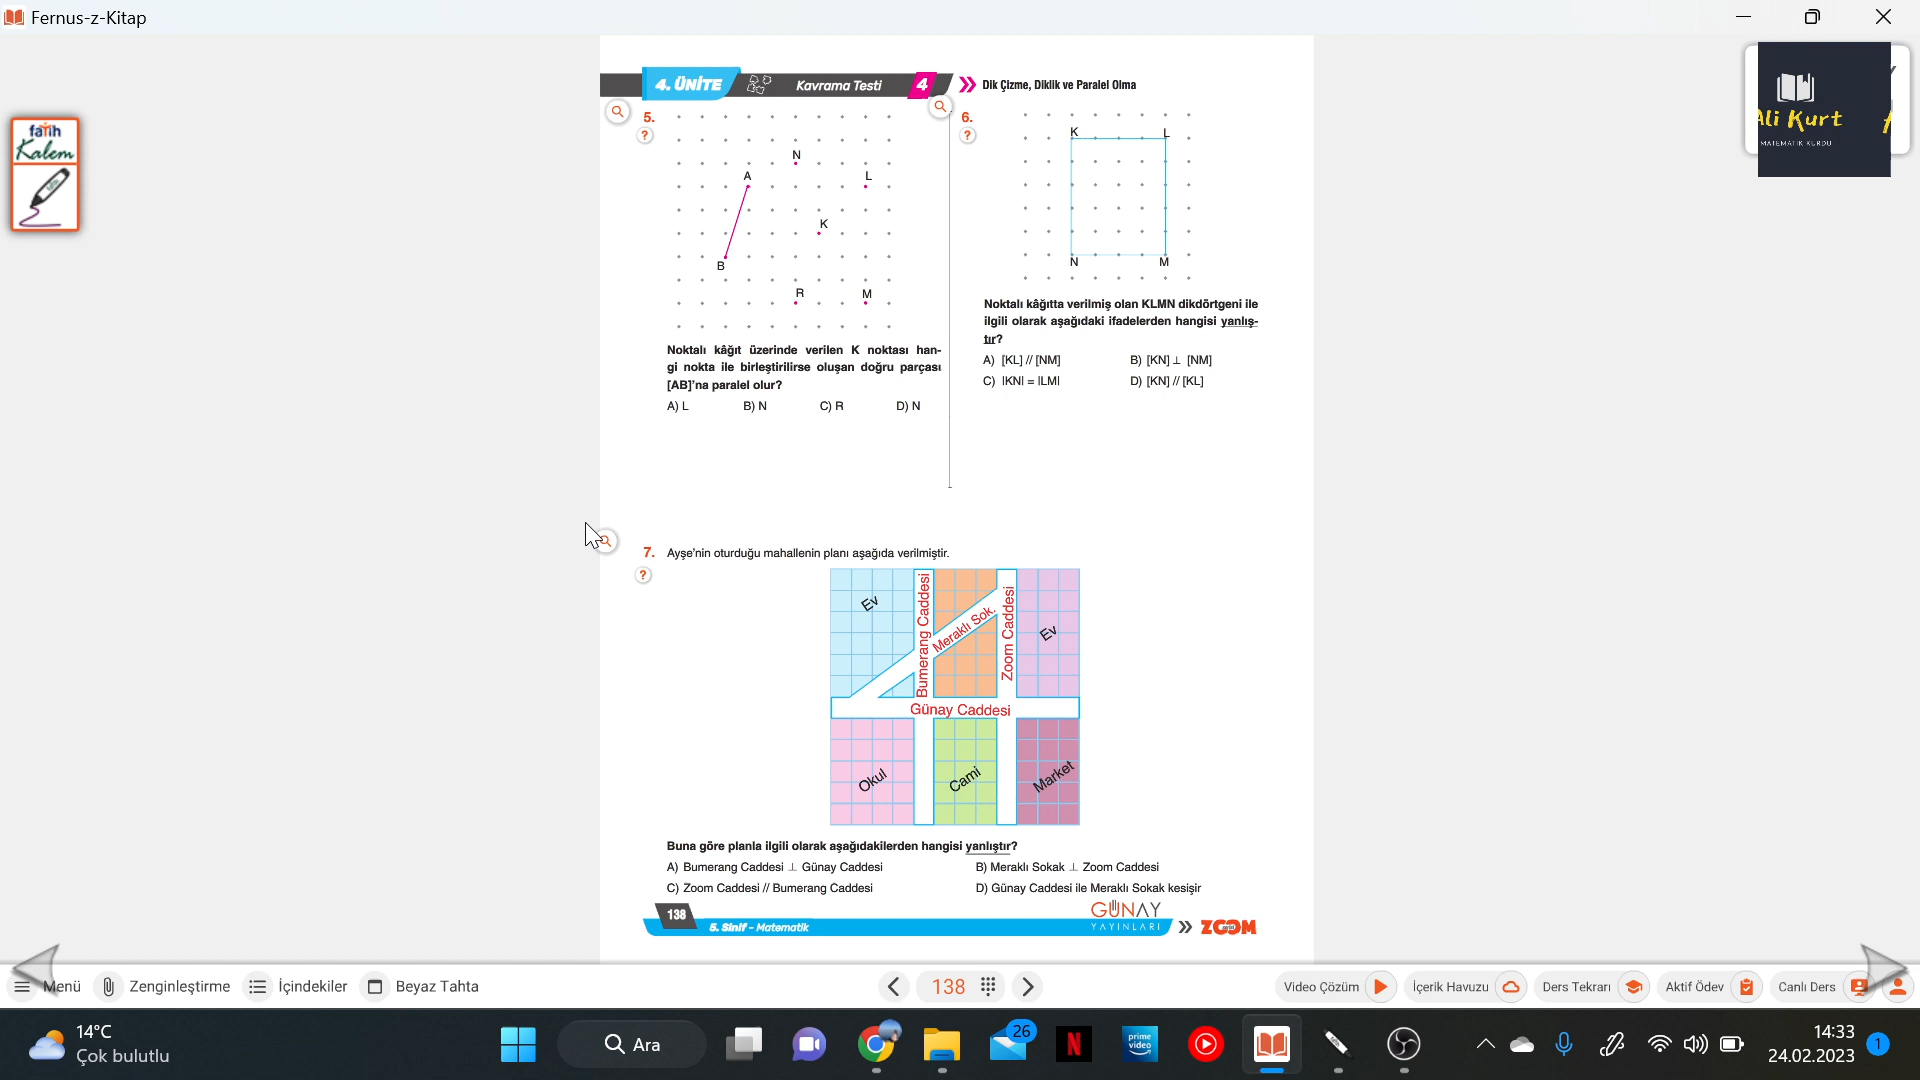 Fernus-z-Kitap
4. ÜNİTE
Kavrama Testi
4
Dik Çizme, Diklik ve Paralel Olma
fatih
Kalem
Ali Kurt
MATEMATIK KURDU
5.
?
N
A
L
K
B
R
M
Noktalı kâğıt üzerinde verilen K noktası han-
gi nokta ile birleştirilirse oluşan doğru parçası
[AB]'na paralel olur?
A) L
B) N
C) R
D) N
6.
?
K
L
N
M
Noktalı kâğıtta verilmiş olan KLMN dikdörtgeni ile
ilgili olarak aşağıdaki ifadelerden hangisi yanlış-
tır?
A) [KL] // [NM]
B) [KN] ⊥ [NM]
C) IKNI = ILMI
D) [KN] // [KL]
7. Ayşe'nin oturduğu mahallenin planı aşağıda verilmiştir.
?
Ev
Bumerang Caddesi
Meraklı Sok.
Zoom Caddesi
Ev
Günay Caddesi
Okul
Cami
Market
Buna göre planla ilgili olarak aşağıdakilerden hangisi yanlıştır?
A) Bumerang Caddesi ⊥ Günay Caddesi
B) Meraklı Sokak ⊥ Zoom Caddesi
C) Zoom Caddesi // Bumerang Caddesi
D) Günay Caddesi ile Meraklı Sokak kesişir
138
5. Sınıf - Matematik
GÜNAY
YAYINLARI
ZOOM
Menü
Zenginleştirme
İçindekiler
Beyaz Tahta
138
Video Çözüm
İçerik Havuzu
Ders Tekrarı
Aktif Ödev
Canlı Ders
14°C
Çok bulutlu
Ara
26
N
prime
video
14:33
24.02.2023
1